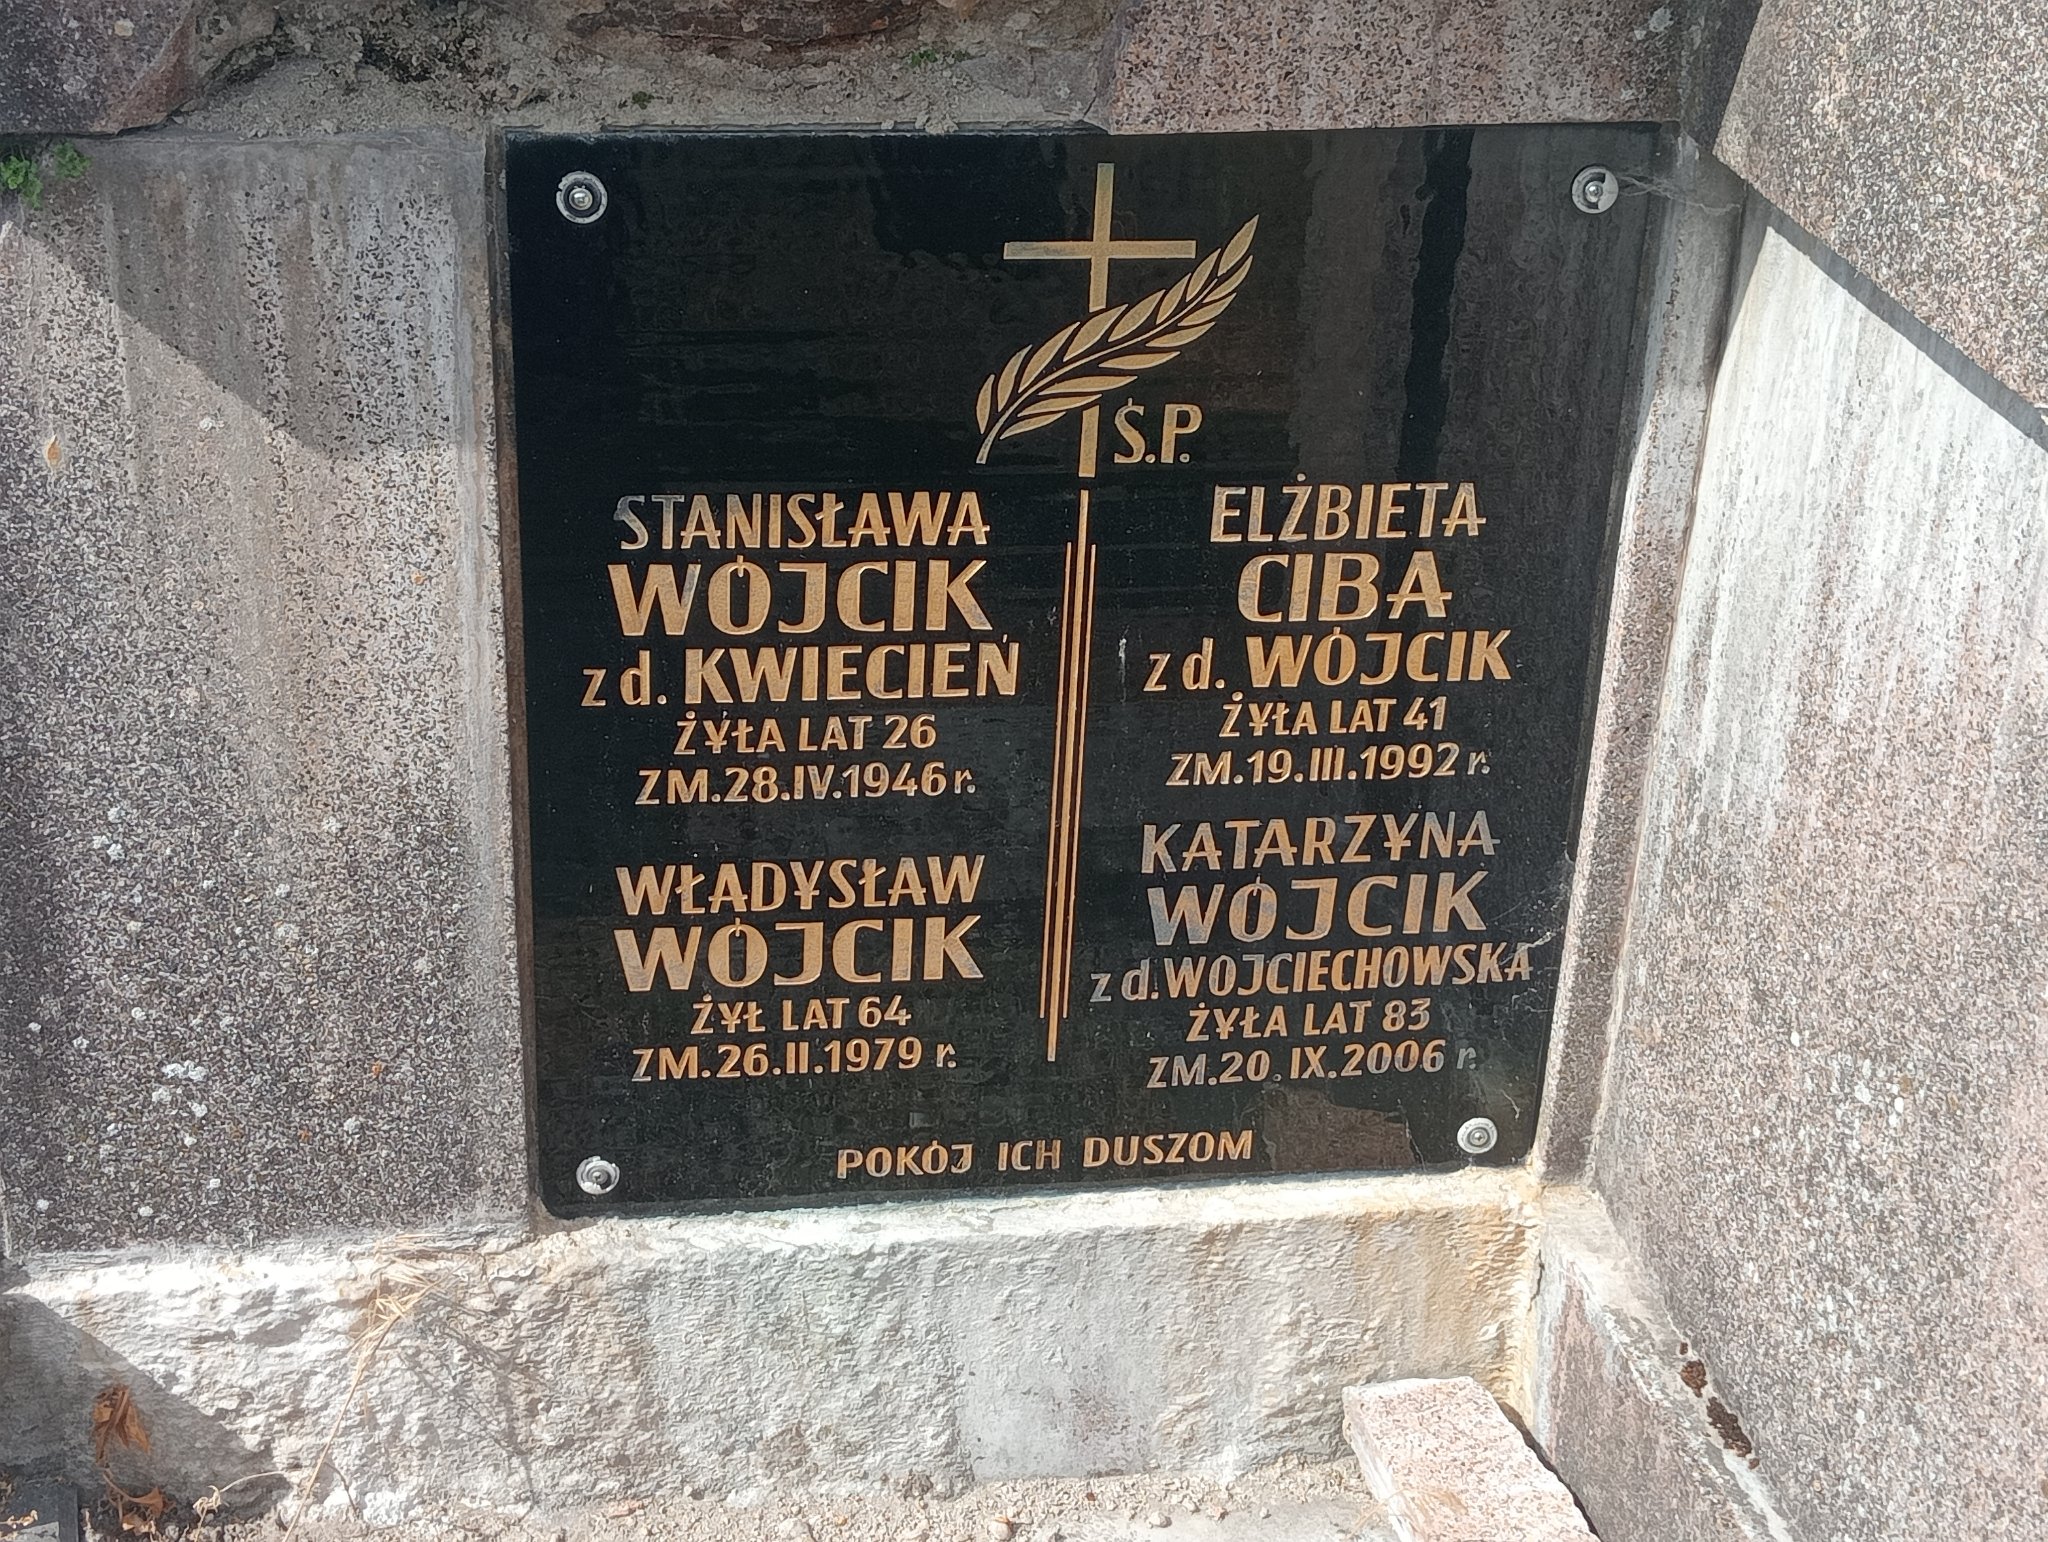 Ś.P.
STANISŁAWA
WÓJCIK
z d. KWIECIEŃ
ŻYŁA LAT 26
ZM.28.IV.1946 r.
WŁADYSŁAW
WÓJCIK
ŻYŁ LAT 64
ZM.26.II.1979 r.
ELŻBIETA
CIBA
z d. WÓJCIK
ŻYŁA LAT 41
ZM.19.III.1992 r.
KATARZYNA
WÓJCIK
z d. WOJCIECHOWSKA
ŻYŁA LAT 83
ZM.20.IX.2006 r.
POKÓJ ICH DUSZOM